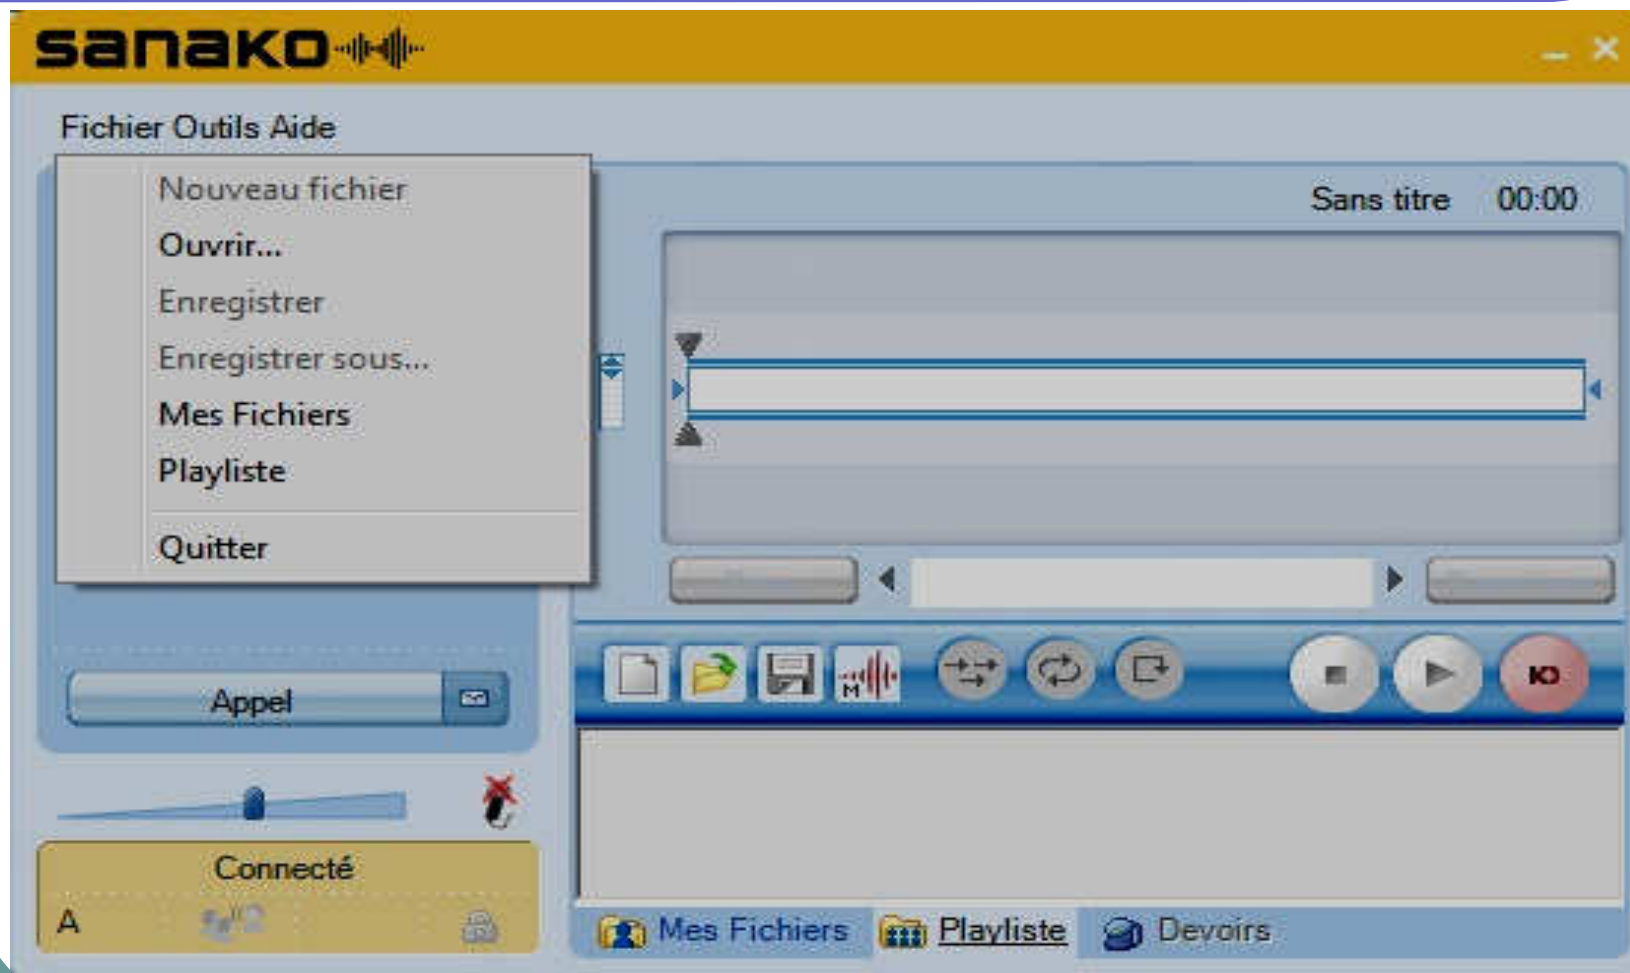 sanako
Fichier Outils Aide
Nouveau fichier
Ouvrir...
Enregistrer
Enregistrer sous...
Mes Fichiers
Playliste
Quitter
Sans titre 00:00
Appel
M
Connecté
A
Mes Fichiers Playliste Devoirs